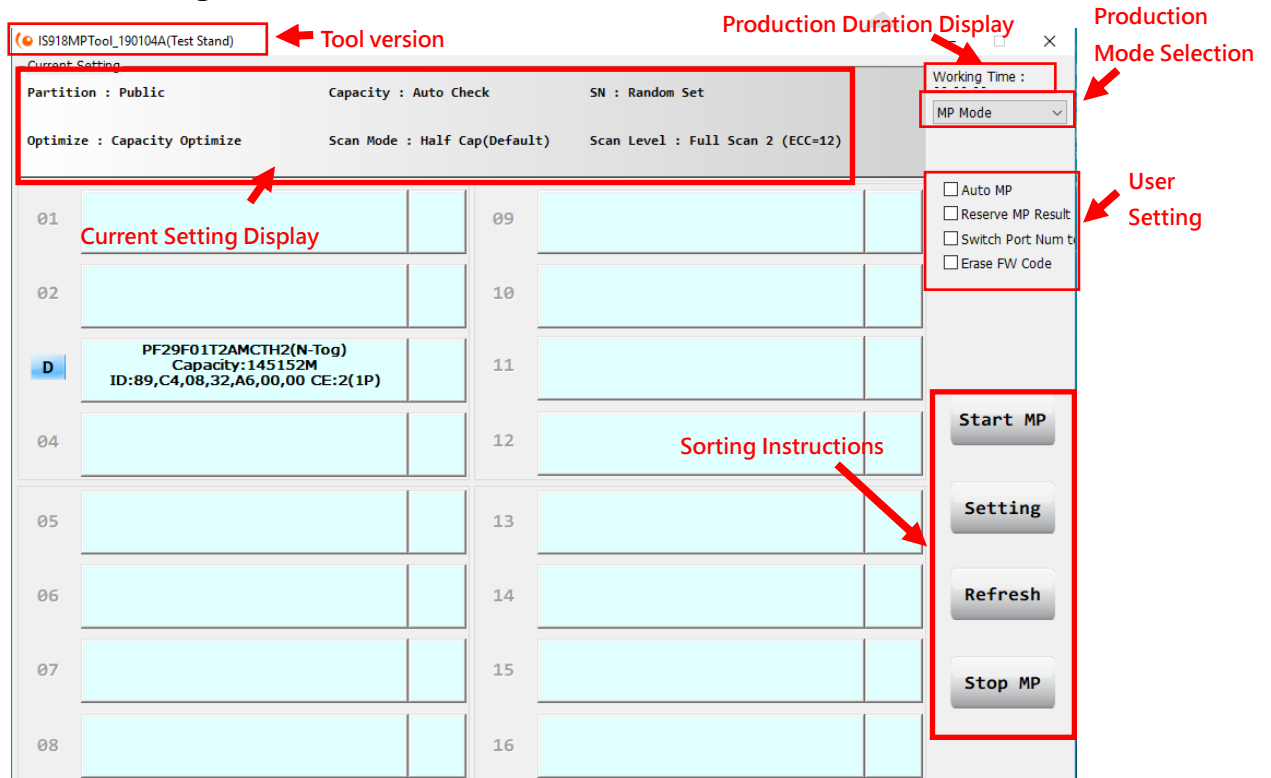 Production Duration Display
Production
Mode Selection
IS918MPTool_190104A(Test Stand)
Tool version
Current Setting
Partition : Public
Capacity : Auto Check
SN : Random Set
Optimize : Capacity Optimize
Scan Mode : Half Cap(Default)
Scan Level : Full Scan 2 (ECC=12)
Working Time :
MP Mode
Auto MP
Reserve MP Result
Switch Port Num
Erase FW Code
User
Setting
Current Setting Display
01
09
02
10
D
PF29F01T2AMCTH2(N-Tog)
Capacity:145152M
ID:89,C4,08,32,A6,00,00 CE:2(1P)
11
04
12
Sorting Instructions
Start MP
05
13
Setting
06
14
Refresh
07
15
Stop MP
08
16